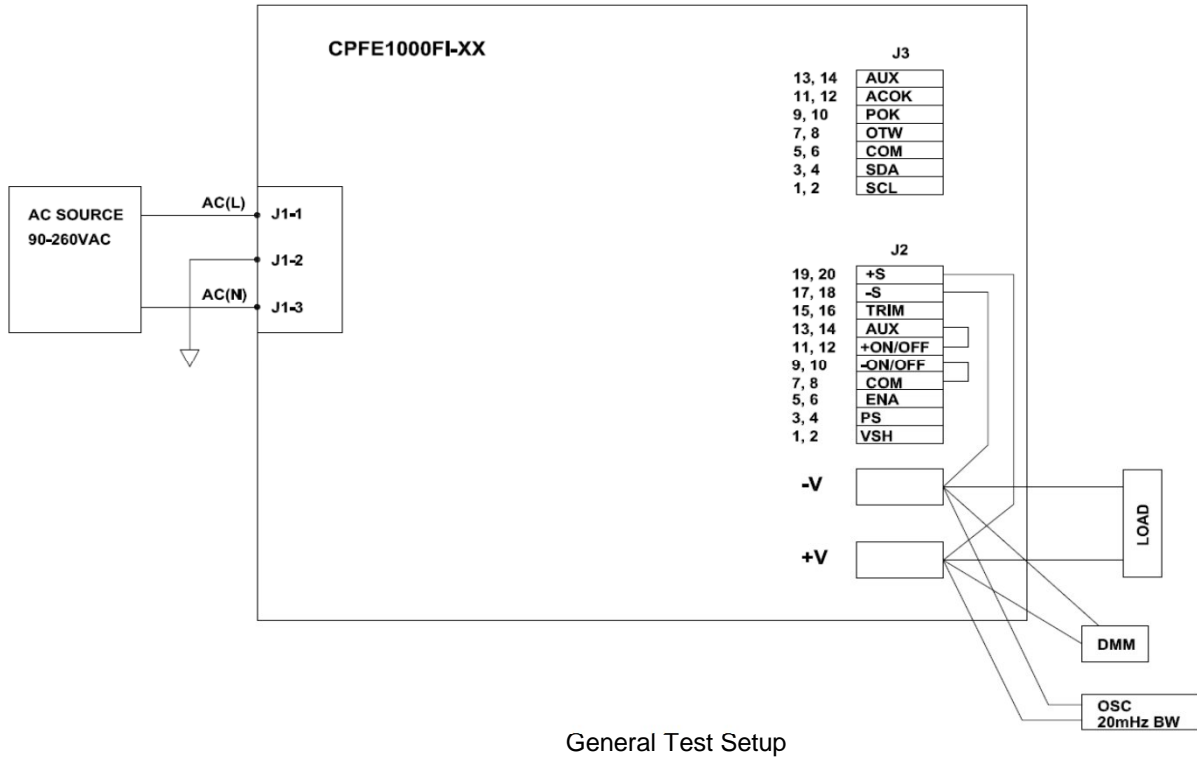 CPFE1000FI-XX
J3
13, 14 AUX
11, 12 ACOK
9, 10 POK
7, 8 OTW
5, 6 COM
3, 4 SDA
1, 2 SCL
AC SOURCE
90-260VAC
AC(L)
J1-1
J1-2
AC(N)
J1-3
J2
19, 20 +S
17, 18 -S
15, 16 TRIM
13, 14 AUX
11, 12 +ON/OFF
9, 10 -ON/OFF
7, 8 COM
5, 6 ENA
3, 4 PS
1, 2 VSH
-V
+V
LOAD
DMM
OSC
20mHz BW
General Test Setup